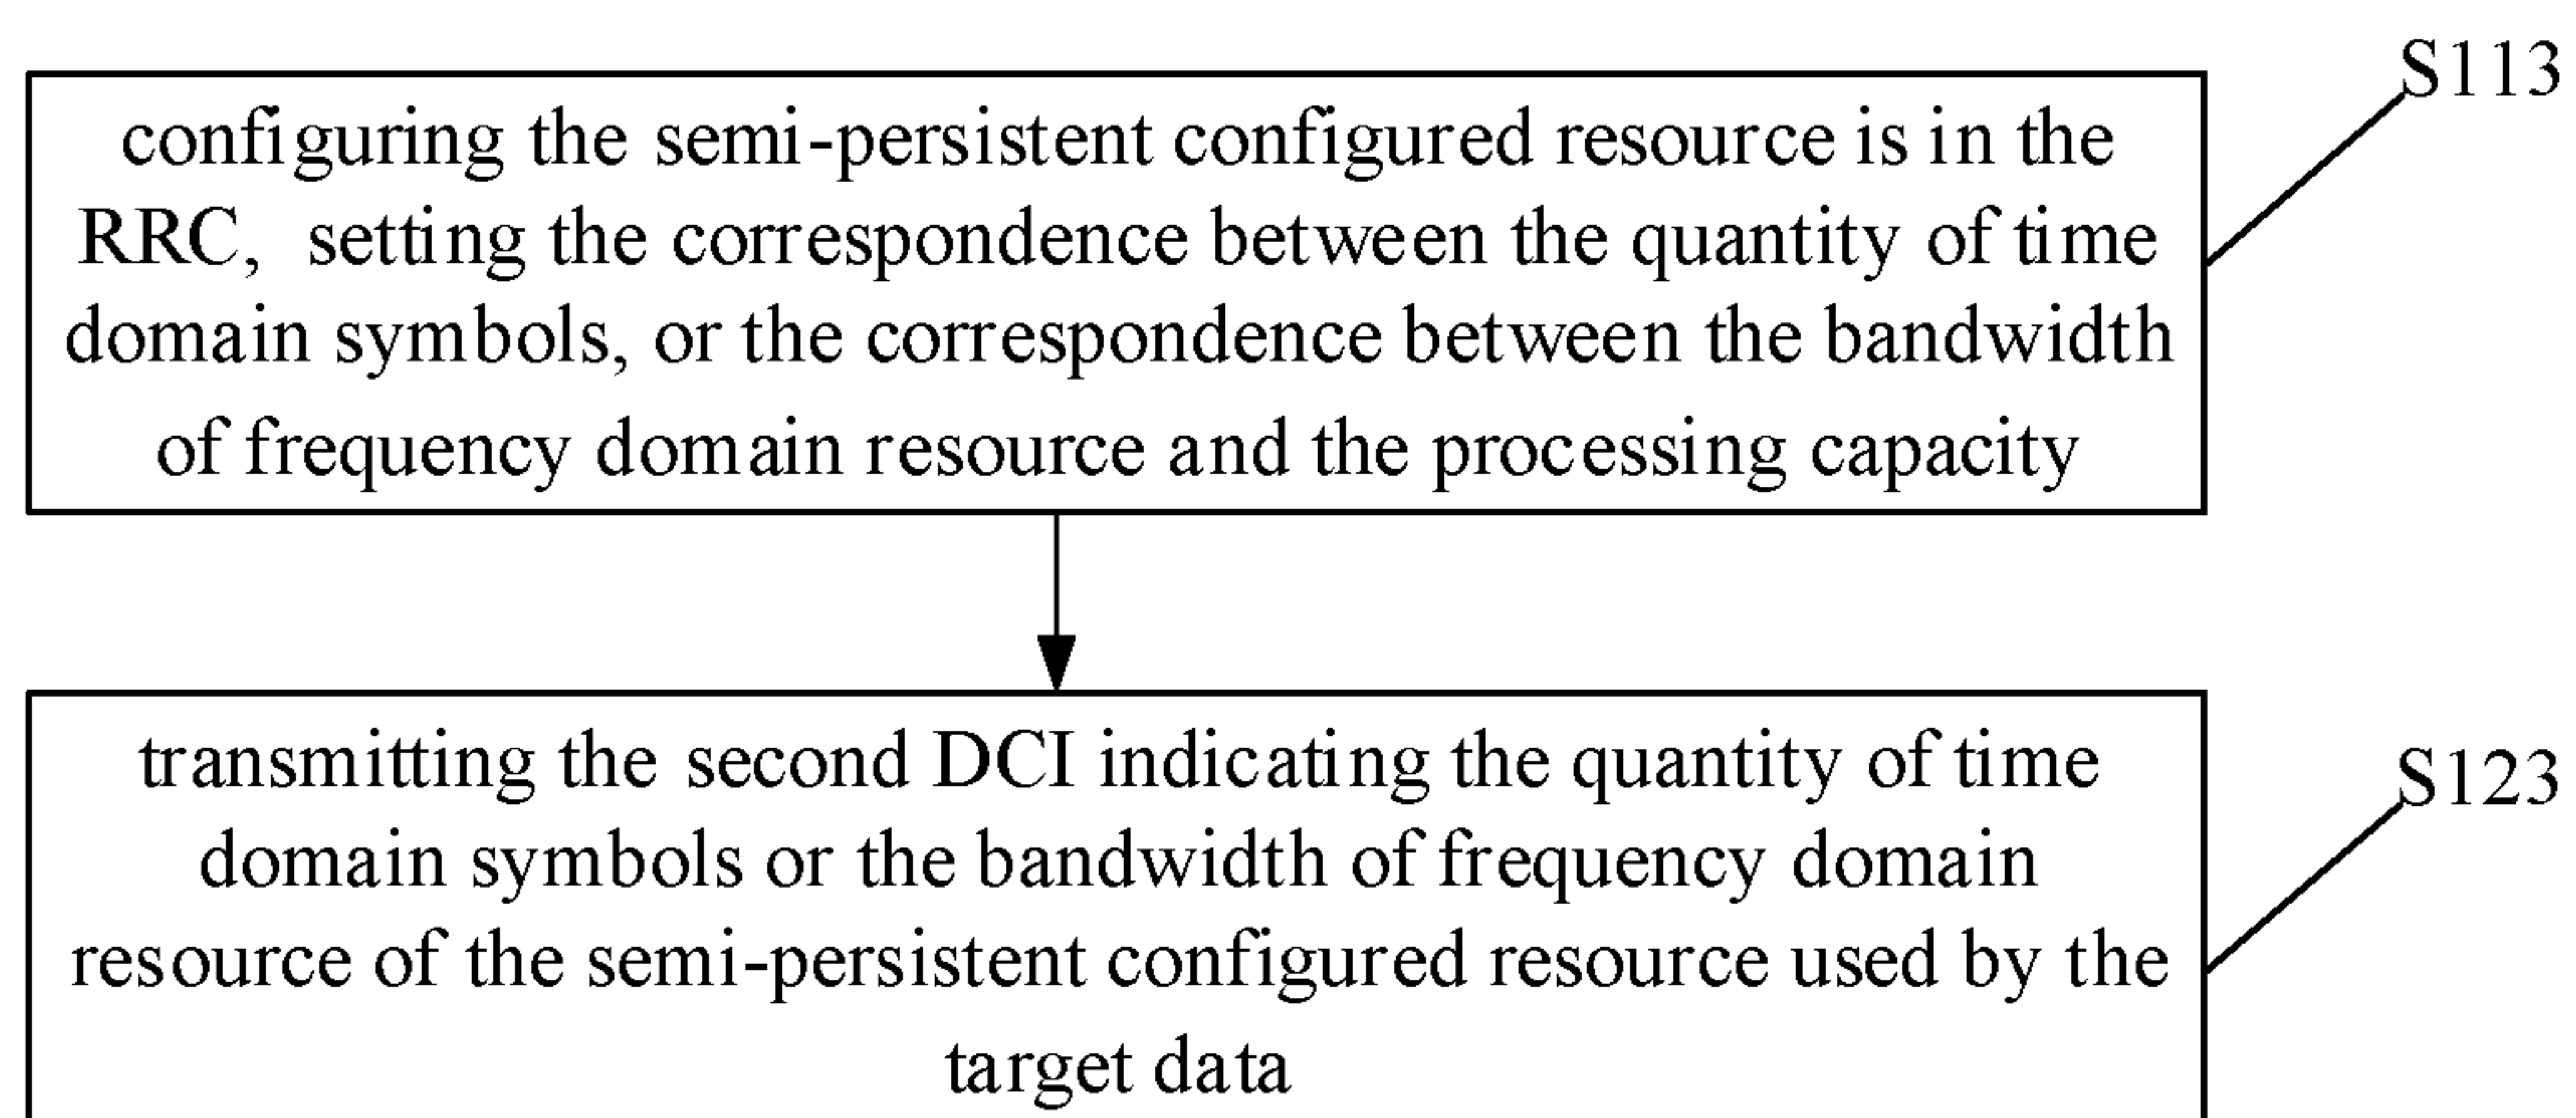 S113
configuring the semi-persistent configured resource is in the
RRC, setting the correspondence between the quantity of time
domain symbols, or the correspondence between the bandwidth
of frequency domain resource and the processing capacity
S123
transmitting the second DCI indicating the quantity of time
domain symbols or the bandwidth of frequency domain
resource of the semi-persistent configured resource used by the
target data